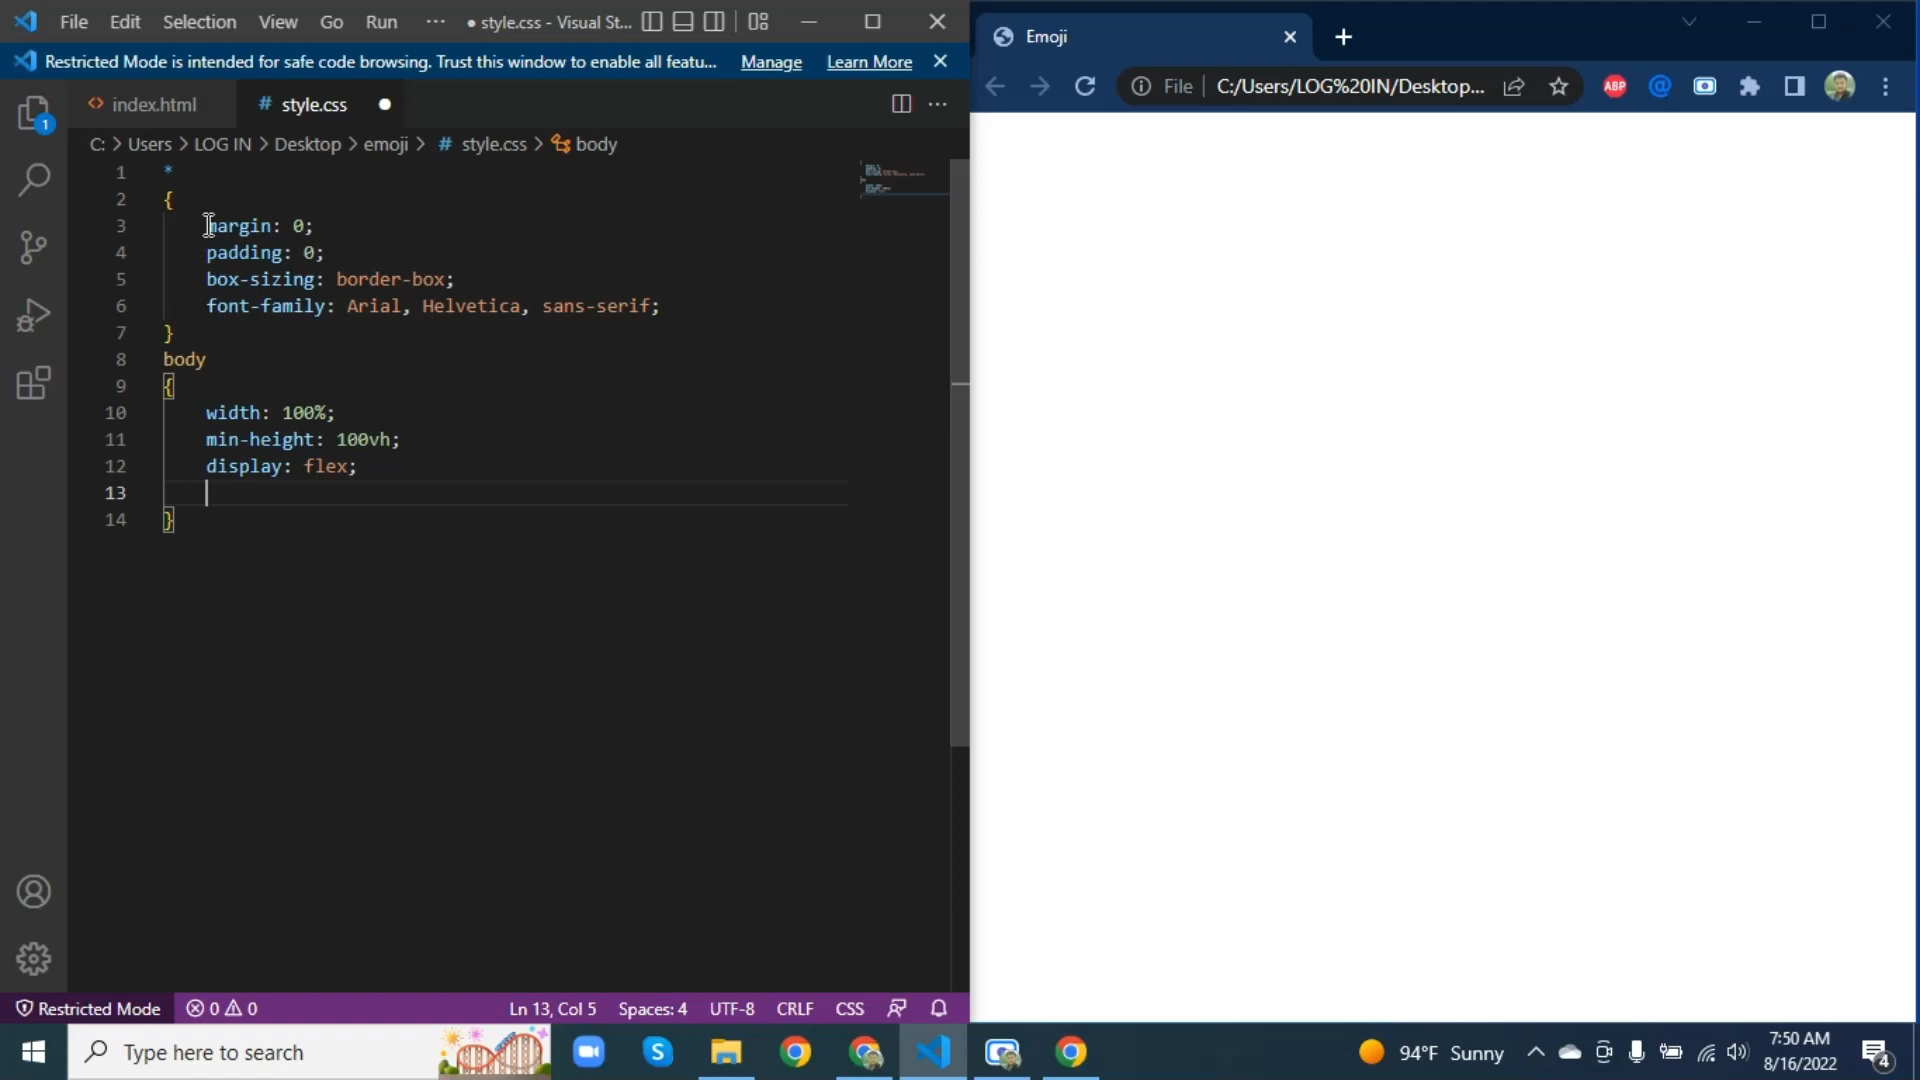 File Edit Selection View Go Run ··· ● style.css - Visual St...
Restricted Mode is intended for safe code browsing. Trust this window to enable all featu... Manage Learn More
1
index.html # style.css
C: > Users > LOG IN > Desktop > emoji > # style.css > body
1 *
2 {
3 margin: 0;
4 padding: 0;
5 box-sizing: border-box;
6 font-family: Arial, Helvetica, sans-serif;
7 }
8 body
9 {
10 width: 100%;
11 min-height: 100vh;
12 display: flex;
13
14 }
Restricted Mode 0 0 Ln 13, Col 5 Spaces: 4 UTF-8 CRLF CSS
Emoji
File C:/Users/LOG%20IN/Desktop... ABP
Type here to search
94°F Sunny
7:50 AM
8/16/2022
4